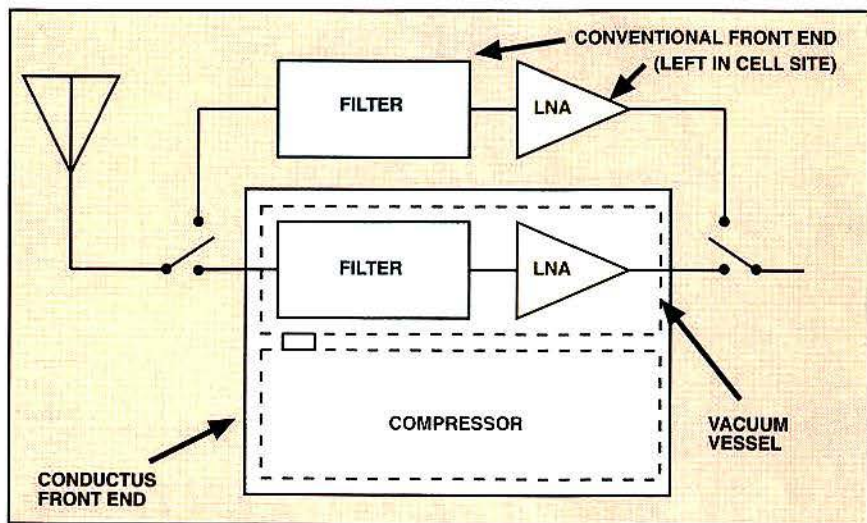 CONVENTIONAL FRONT END
(LEFT IN CELL SITE)
FILTER
LNA
FILTER
LNA
COMPRESSOR
VACUUM
VESSEL
CONDUCTUS
FRONT END